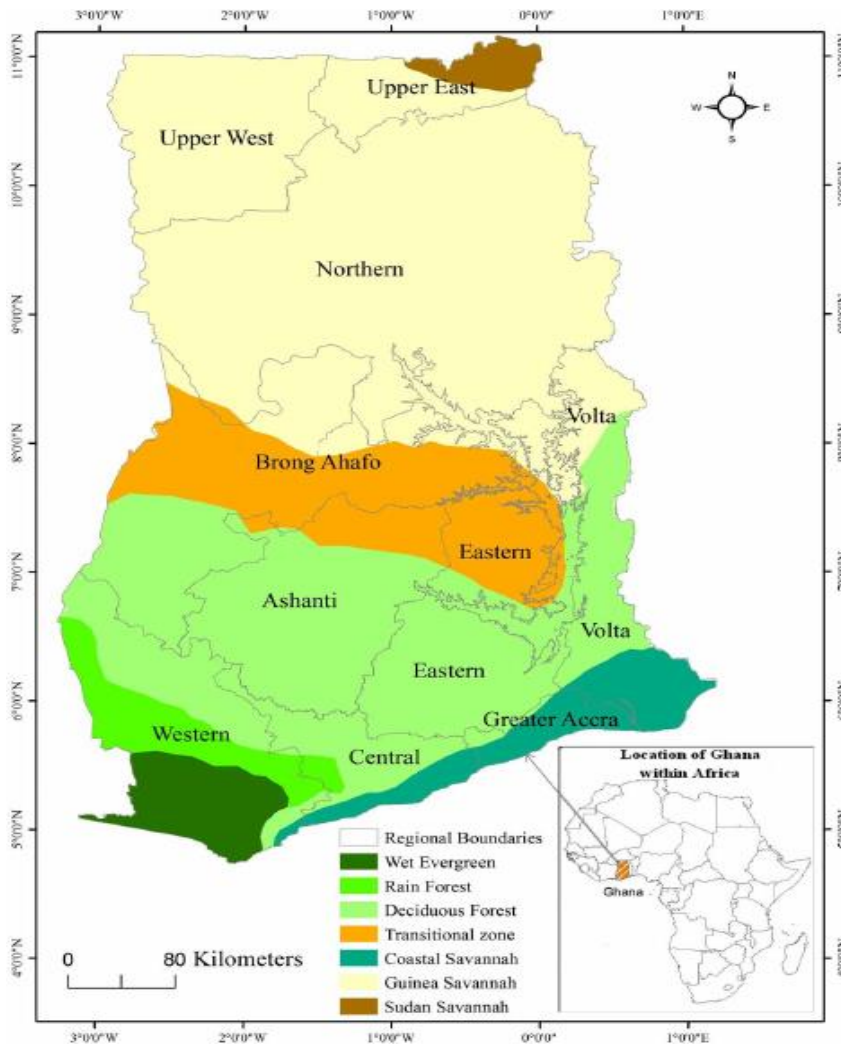 3°0'0"W 2°0'0"W 1°0'0"W 0°0'0" 1°0'0"E
11°0'0"N
10°0'0"N
9°0'0"N
8°0'0"N
7°0'0"N
6°0'0"N
5°0'0"N
4°0'0"N
Upper East
Upper West
N
W E
S
Northern
Volta
Brong Ahafo
Eastern
Ashanti
Volta
Eastern
Greater Accra
Western
Central
Location of Ghana
within Africa
Ghana
Regional Boundaries
Wet Evergreen
Rain Forest
Deciduous Forest
Transitional zone
Coastal Savannah
Guinea Savannah
Sudan Savannah
0 80 Kilometers
3°0'0"W 2°0'0"W 1°0'0"W 0°0'0" 1°0'0"E